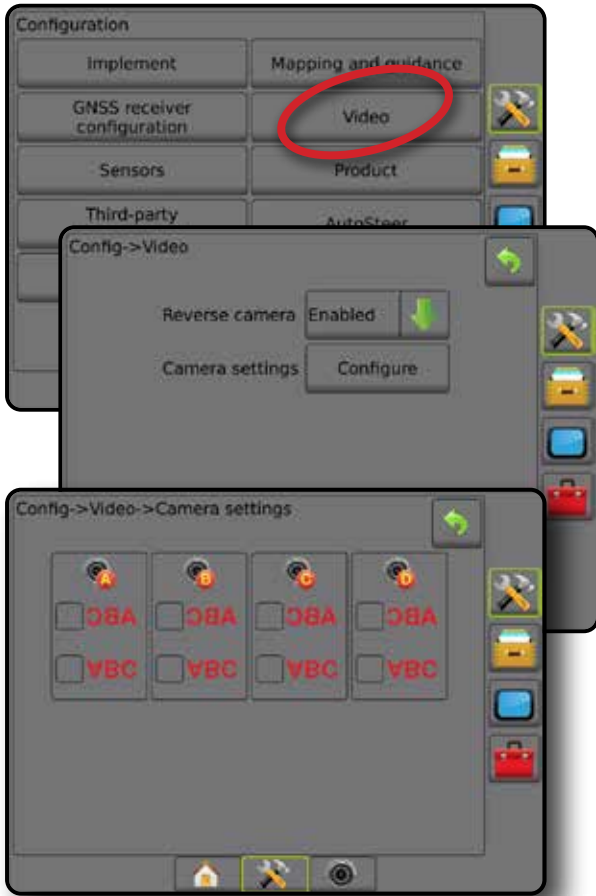 Configuration
Implement
Mapping and guidance
GNSS receiver
configuration
Video
Sensors
Product
Third-party
AutoSteer
Config->Video
Reverse camera Enabled
Camera settings Configure
Config->Video->Camera settings
A B C D
ABC ABC ABC ABC
ABC ABC ABC ABC